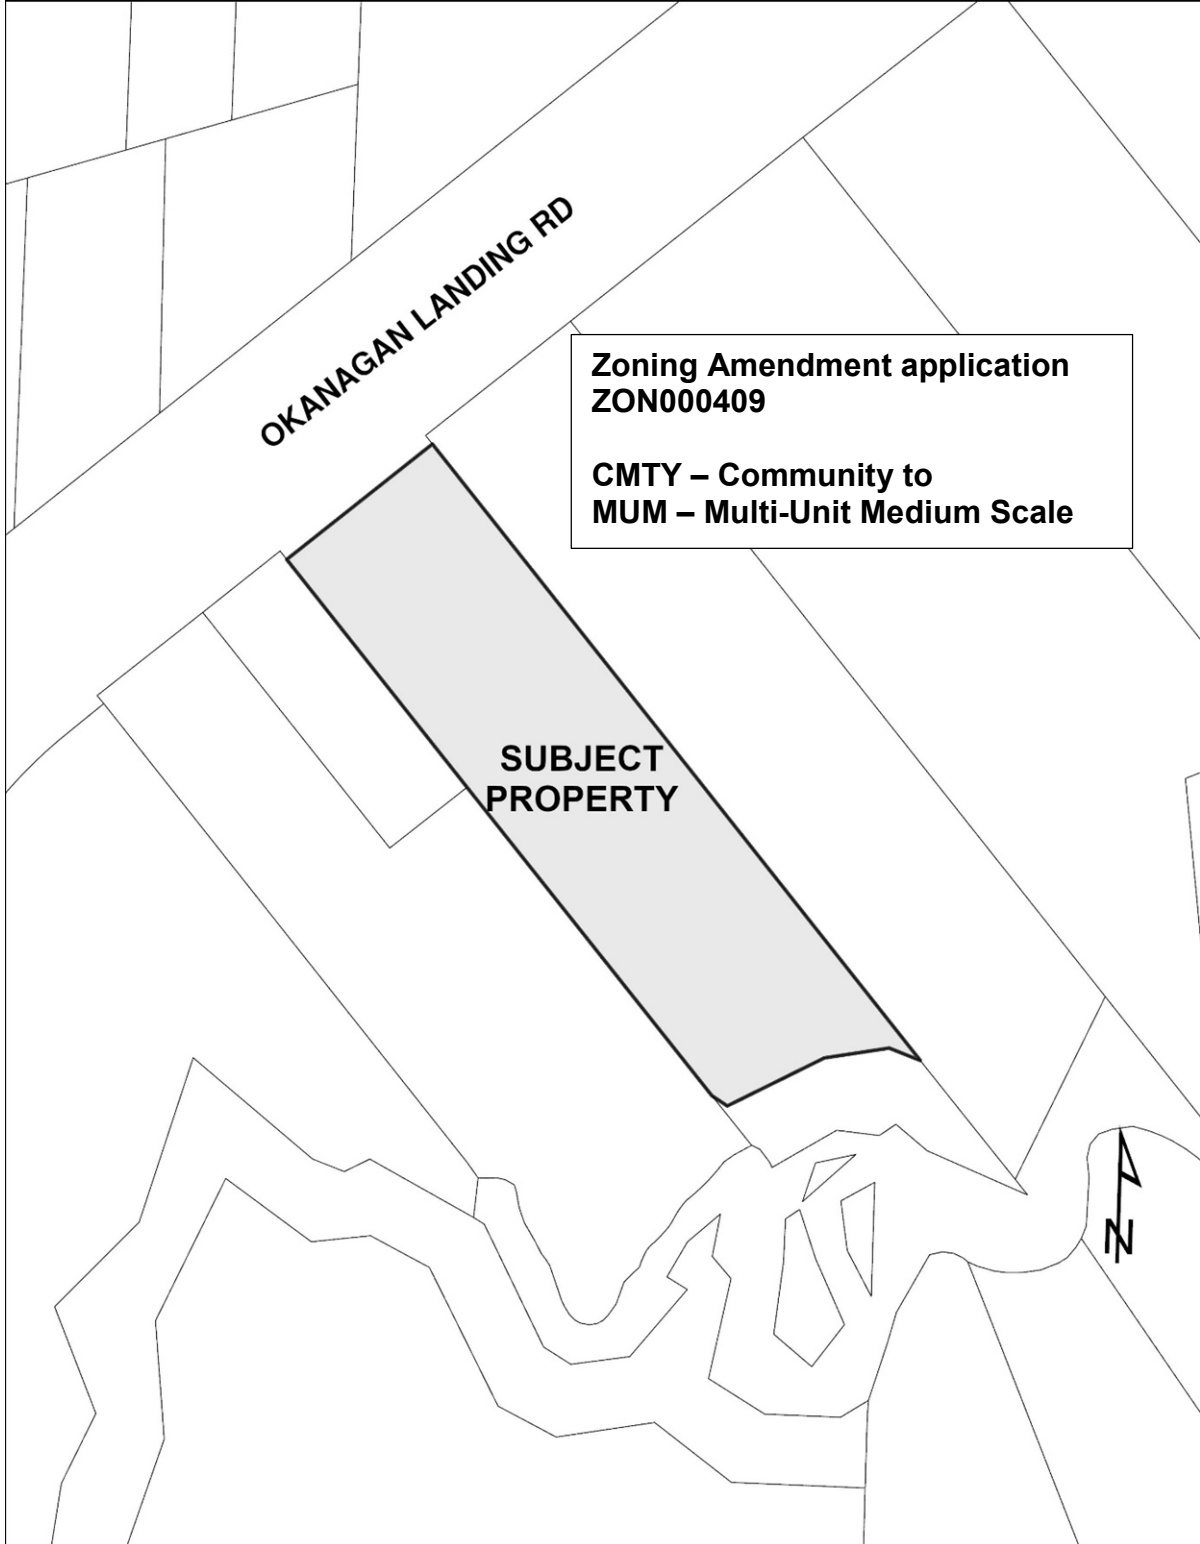 OKANAGAN LANDING RD
Zoning Amendment application
ZON000409
CMTY – Community to
MUM – Multi-Unit Medium Scale
SUBJECT
PROPERTY
N